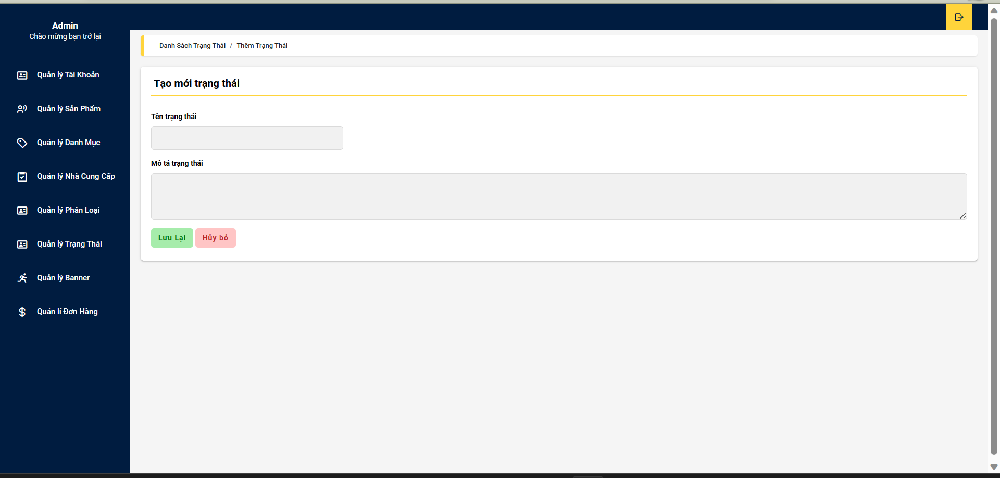 Admin
Chào mừng bạn trở lại
Quản lý Tài Khoản
Quản lý Sản Phẩm
Quản lý Danh Mục
Quản lý Nhà Cung Cấp
Quản lý Phân Loại
Quản lý Trạng Thái
Quản lý Banner
Quản lí Đơn Hàng
Danh Sách Trạng Thái / Thêm Trạng Thái
Tạo mới trạng thái
Tên trạng thái
Mô tả trạng thái
Lưu Lại Hủy bỏ